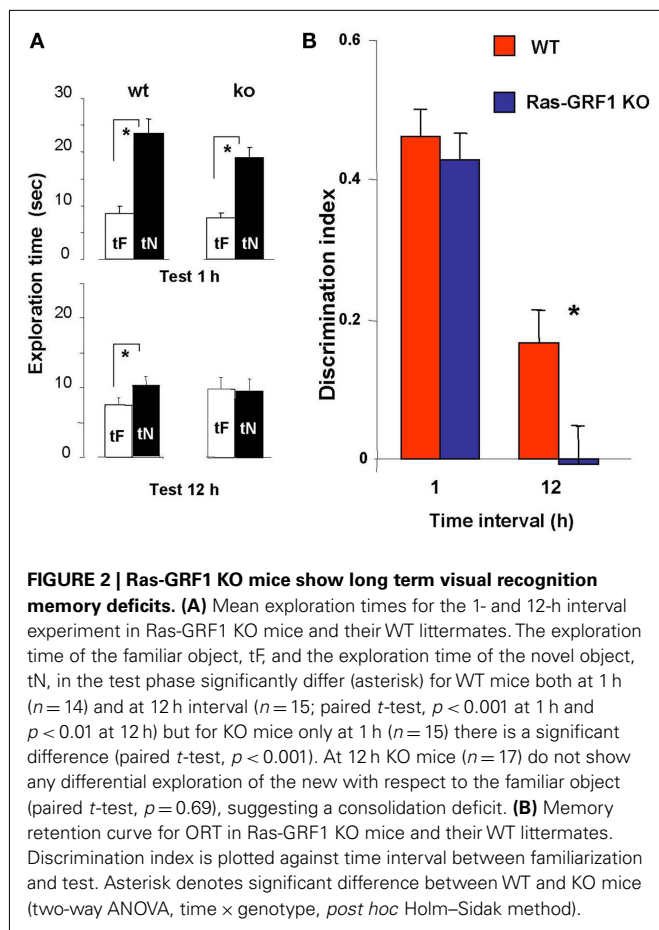 A
wt ko
Exploration time (sec)
30
20
10
0
* *
tF tN tF tN
Test 1 h
20
10
0
*
tF tN tF tN
Test 12 h
B
0.6
0.4
0.2
0
Discrimination index
WT
Ras-GRF1 KO
*
1 12
Time interval (h)
FIGURE 2 | Ras-GRF1 KO mice show long term visual recognition
memory deficits. (A) Mean exploration times for the 1- and 12-h interval
experiment in Ras-GRF1 KO mice and their WT littermates. The exploration
time of the familiar object, tF, and the exploration time of the novel object,
tN, in the test phase significantly differ (asterisk) for WT mice both at 1 h
(n = 14) and at 12 h interval (n = 15; paired t-test, p < 0.001 at 1 h and
p < 0.01 at 12 h) but for KO mice only at 1 h (n = 15) there is a significant
difference (paired t-test, p < 0.001). At 12 h KO mice (n = 17) do not show
any differential exploration of the new with respect to the familiar object
(paired t-test, p = 0.69), suggesting a consolidation deficit. (B) Memory
retention curve for ORT in Ras-GRF1 KO mice and their WT littermates.
Discrimination index is plotted against time interval between familiarization
and test. Asterisk denotes significant difference between WT and KO mice
(two-way ANOVA, time × genotype, post hoc Holm–Sidak method).